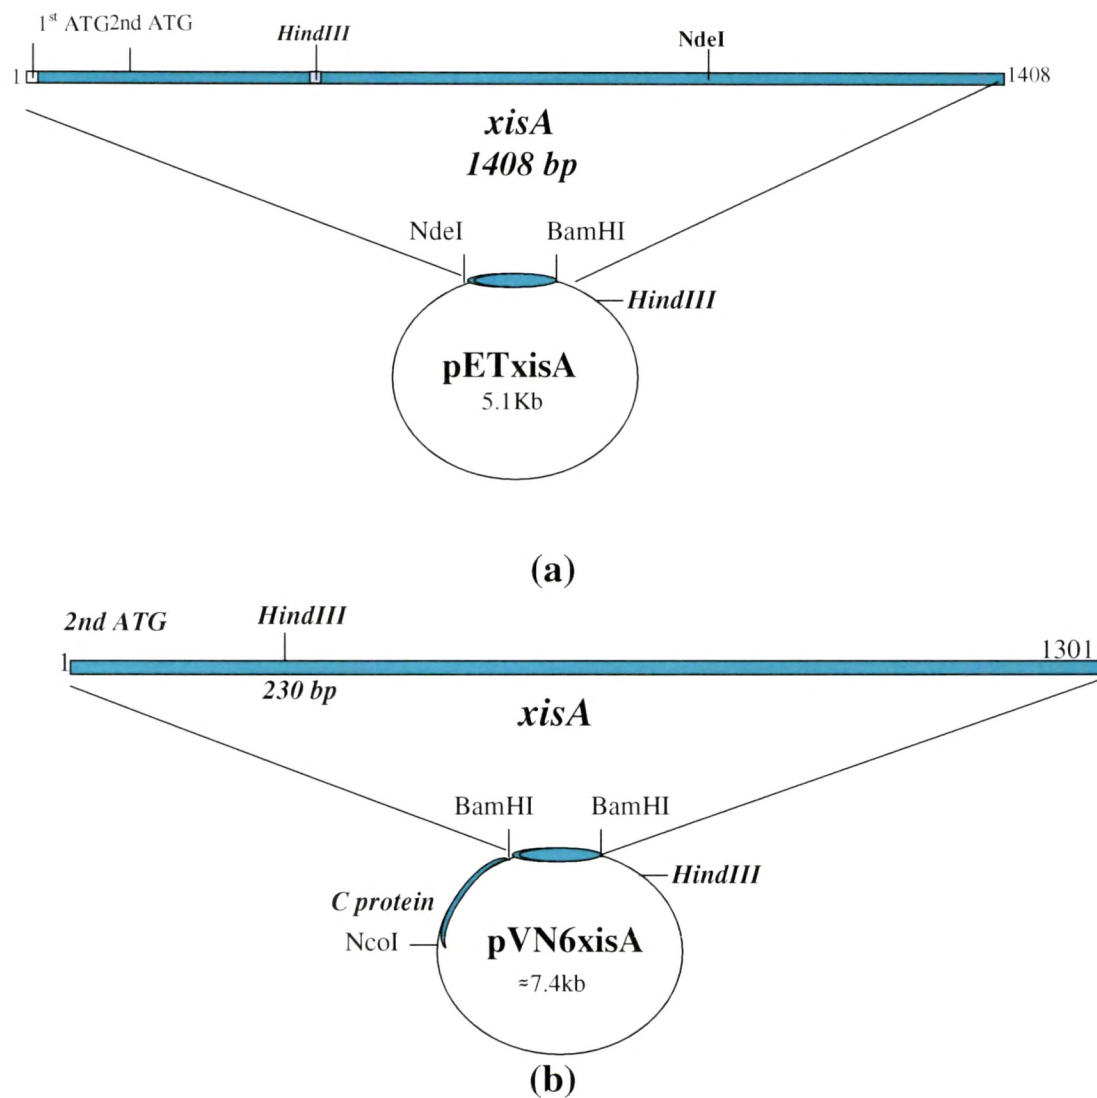 1st ATG2nd ATG
HindIII
NdeI
1
1408
xisA
1408 bp
NdeI
BamHI
HindIII
pETxisA
5.1Kb
(a)
2nd ATG
HindIII
1
1301
230 bp
xisA
BamHI
BamHI
HindIII
C protein
NcoI
pVN6xisA
≈7.4kb
(b)